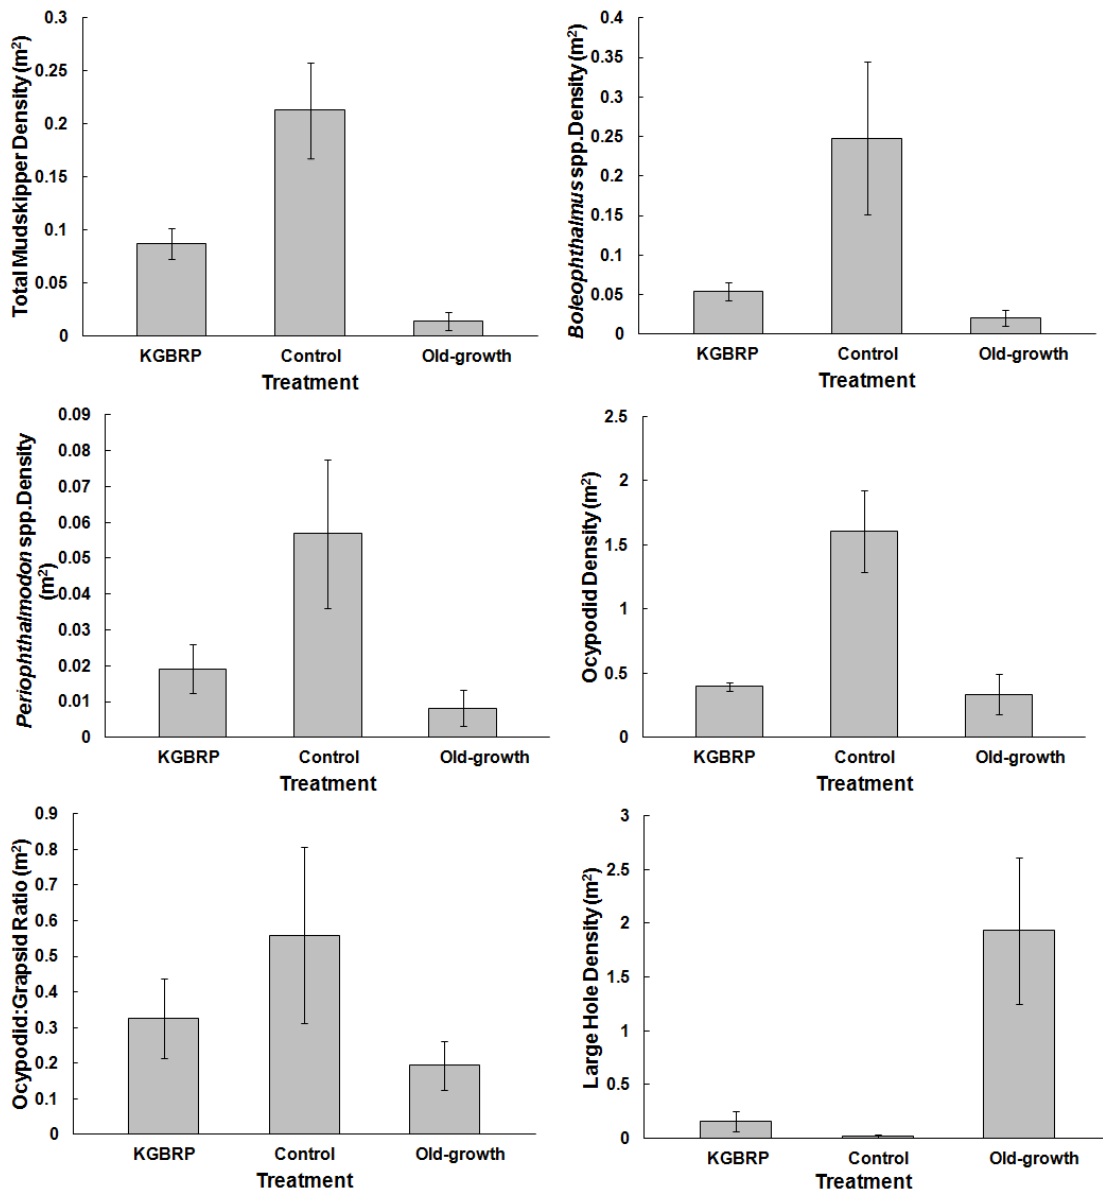 Total Mudskipper Density (m²)
0.3
0.25
0.2
0.15
0.1
0.05
0
KGBRP Control Old-growth
Treatment
Boleophthalmus spp.Density (m²)
0.4
0.35
0.3
0.25
0.2
0.15
0.1
0.05
0
KGBRP Control Old-growth
Treatment
Periophthalmodon spp.Density
(m²)
0.09
0.08
0.07
0.06
0.05
0.04
0.03
0.02
0.01
0
KGBRP Control Old-growth
Treatment
Ocypodid Density (m²)
2.5
2
1.5
1
0.5
0
KGBRP Control Old-growth
Treatment
Ocypodid:Grapsid Ratio (m²)
0.9
0.8
0.7
0.6
0.5
0.4
0.3
0.2
0.1
0
KGBRP Control Old-growth
Treatment
Large Hole Density (m²)
3
2.5
2
1.5
1
0.5
0
KGBRP Control Old-growth
Treatment